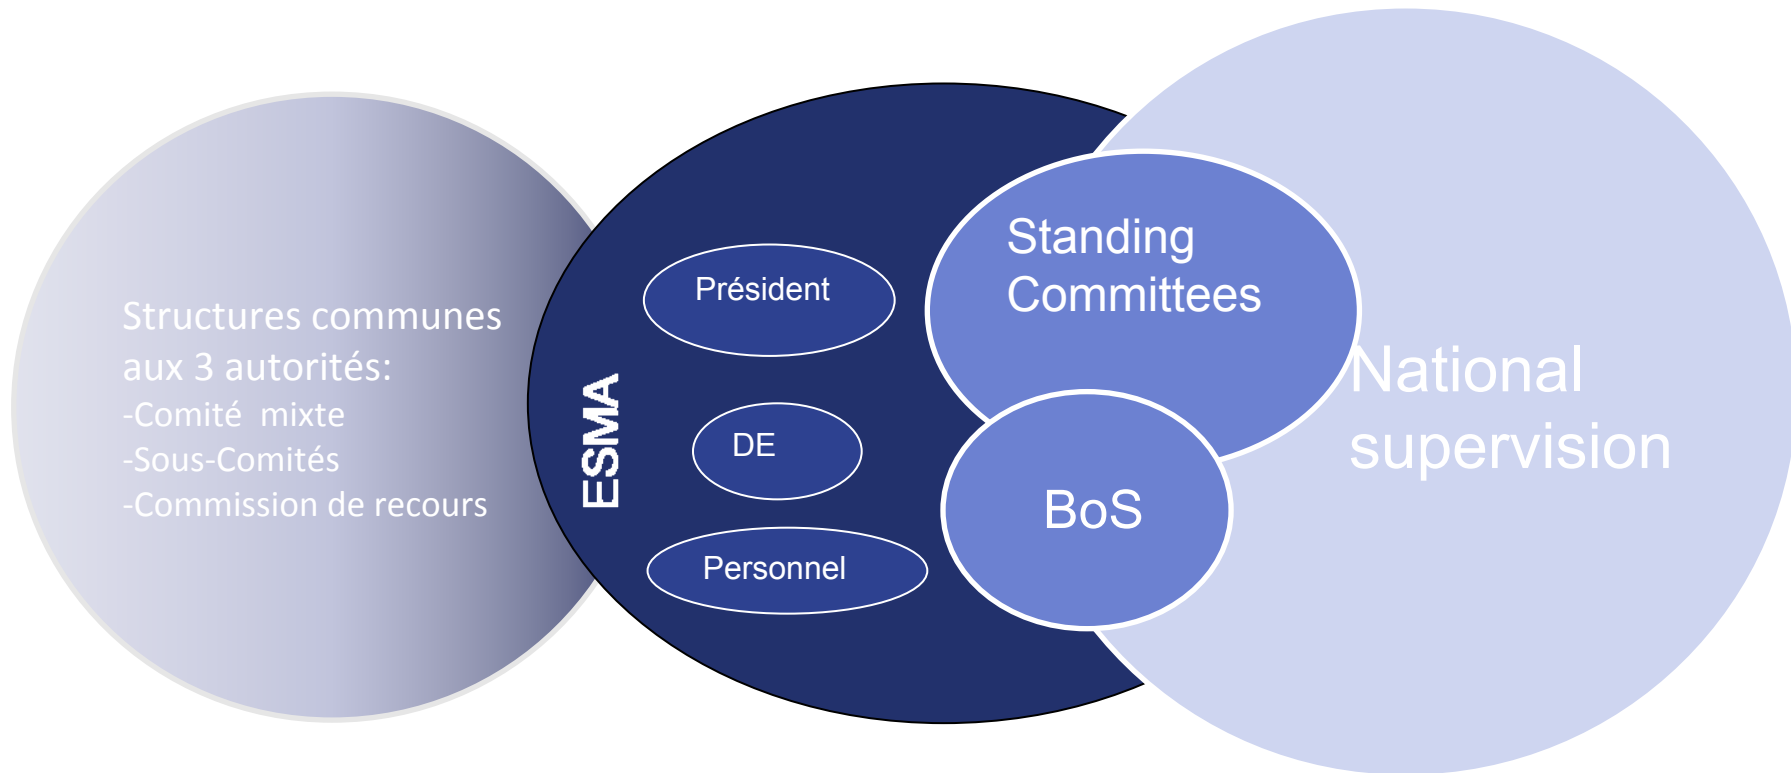 Structures communes
aux 3 autorités:
-Comité mixte
-Sous-Comités
-Commission de recours
ESMA
Président
DE
Personnel
Standing
Committees
BoS
National
supervision